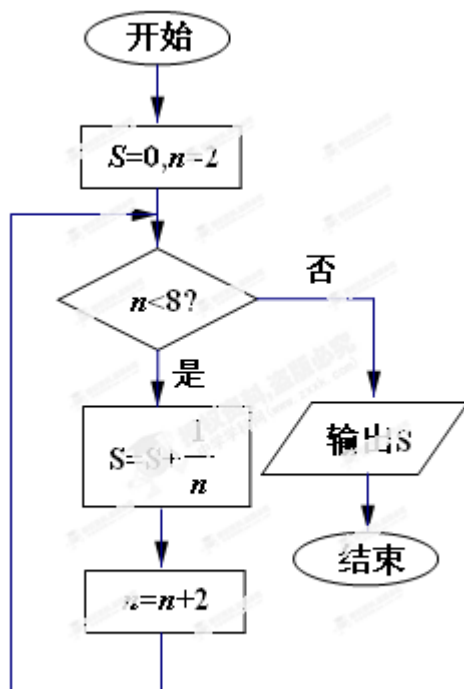 开始
S=0,n=2
n<8?
否
是
S=S+1/n
输出S
n=n+2
结束